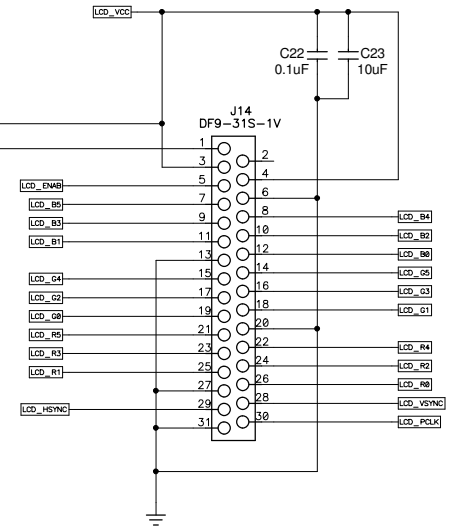 LCD_VCC
C22
0.1uF
C23
10uF
J14
DF9-31S-1V
1
2
3
4
LCD_ENAB
5
6
LCD_B5
7
8
LCD_B4
LCD_B3
9
10
LCD_B2
LCD_B1
11
12
LCD_B0
13
14
LCD_G5
LCD_G4
15
16
LCD_G3
LCD_G2
17
18
LCD_G1
LCD_G0
19
20
LCD_R5
21
22
LCD_R4
LCD_R3
23
24
LCD_R2
LCD_R1
25
26
LCD_R0
27
28
LCD_VSYNC
LCD_HSYNC
29
30
LCD_PCLK
31